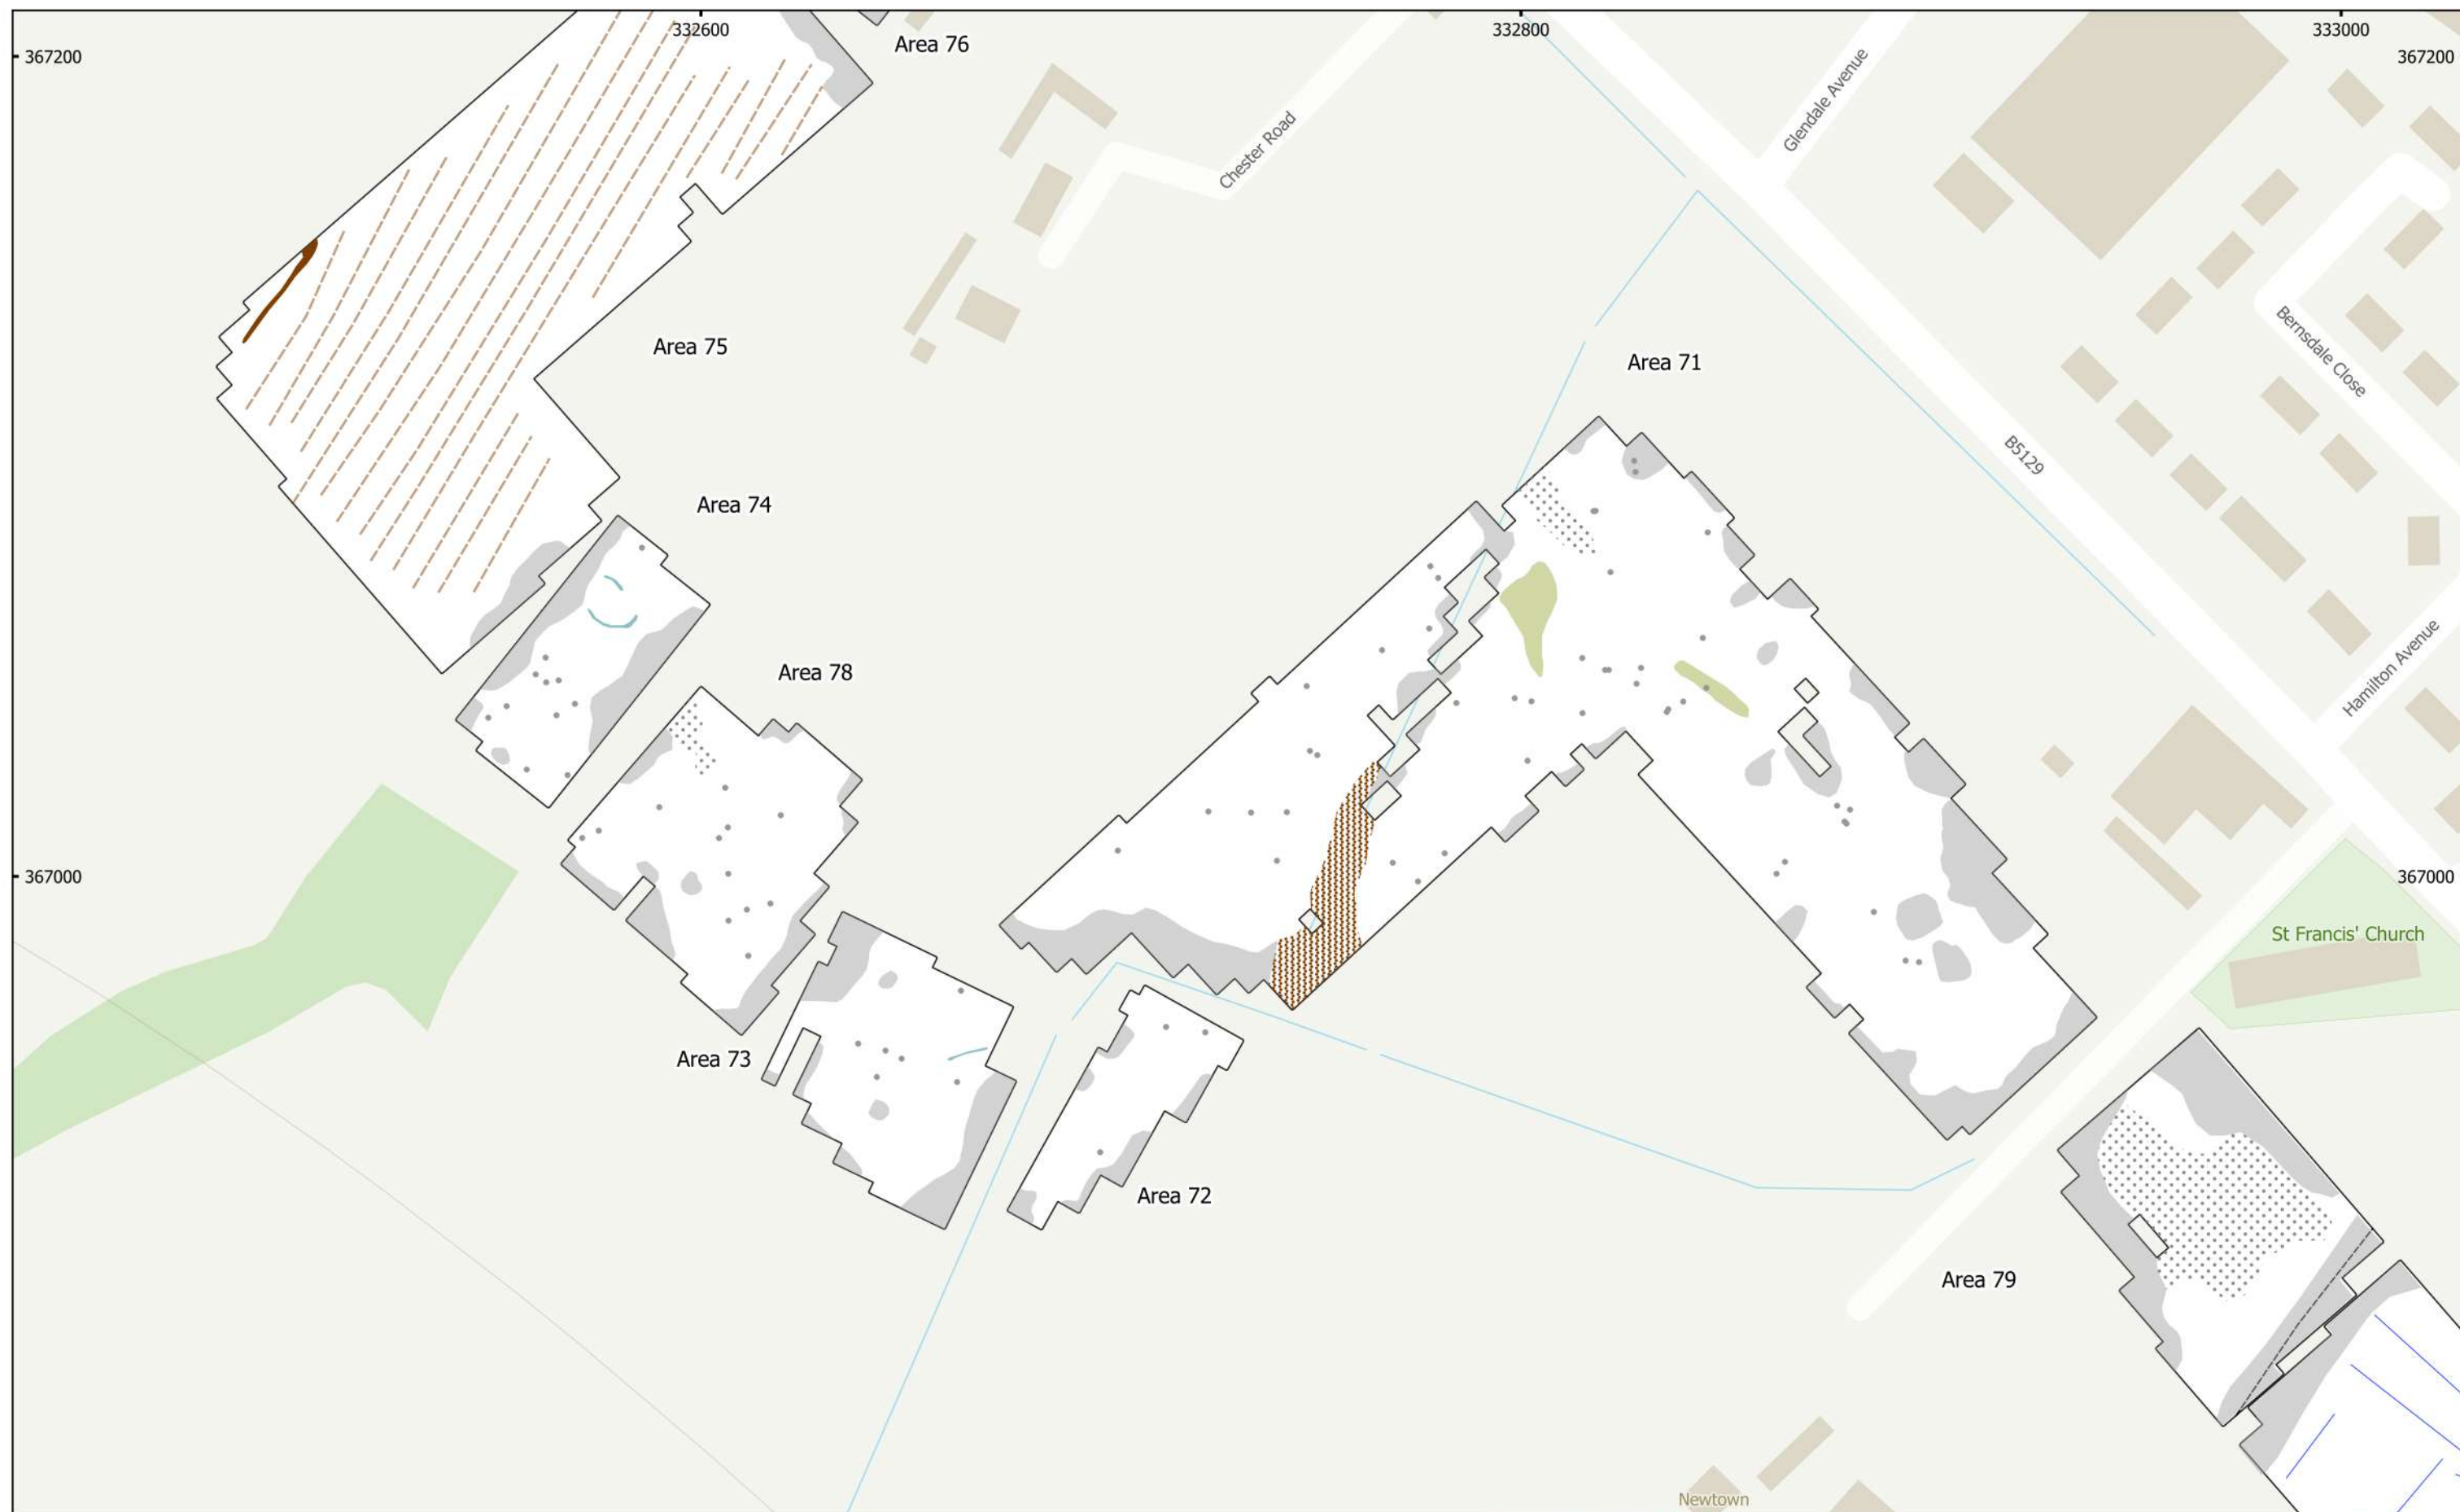 332600
332800
333000
367200
367200
Area 76
Glendale Avenue
Chester Road
Area 75
Area 71
Bernsdale Close
B5129
Area 74
Area 78
Hamilton Avenue
367000
367000
St Francis' Church
Area 73
Area 72
Area 79
Newtown